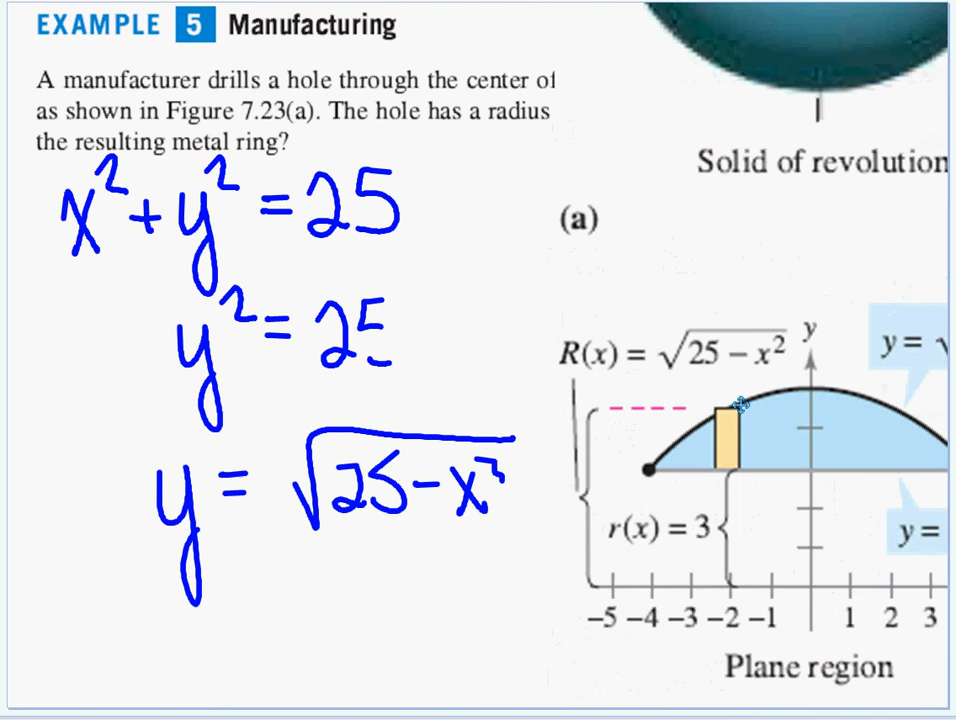 EXAMPLE 5 Manufacturing
A manufacturer drills a hole through the center of
as shown in Figure 7.23(a). The hole has a radius
the resulting metal ring?
x² + y² = 25
y² = 25
y = √25 - x²
Solid of revolution
(a)
R(x) = √25 – x²
y
y = √
r(x) = 3
y =
–5 –4 –3 –2 –1 1 2 3
Plane region